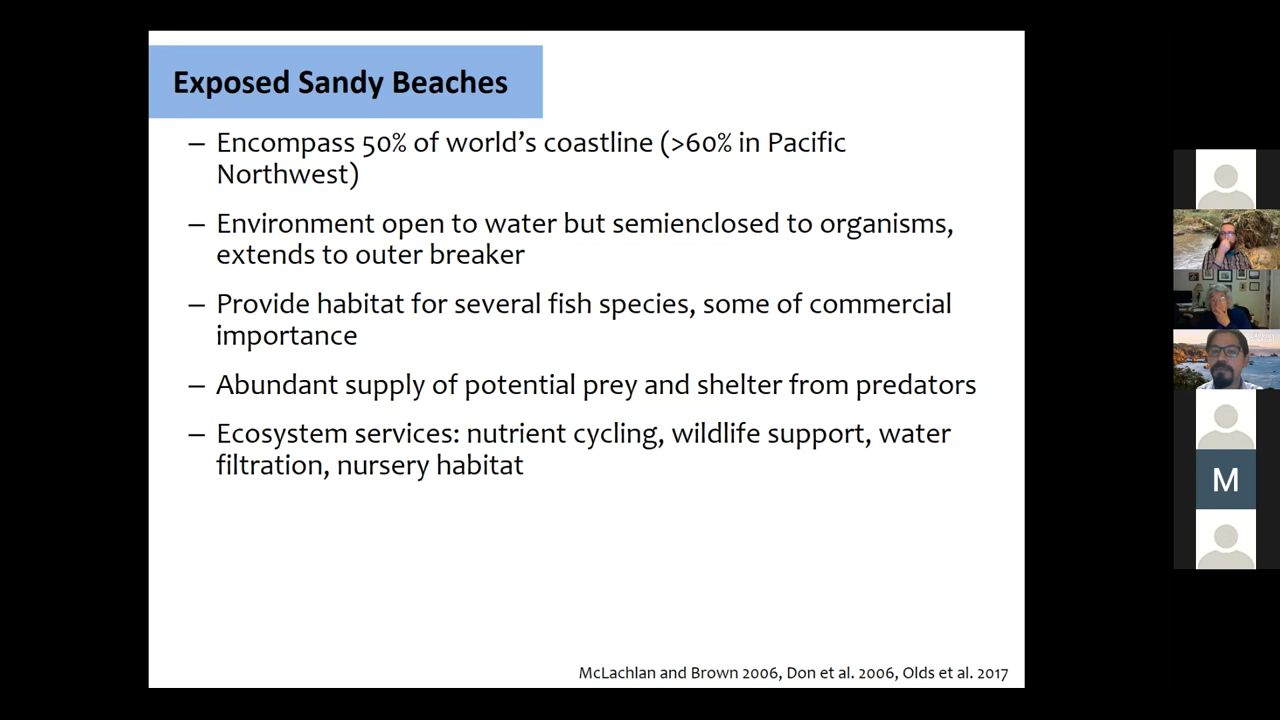 Exposed Sandy Beaches
– Encompass 50% of world's coastline (>60% in Pacific
Northwest)
– Environment open to water but semienclosed to organisms,
extends to outer breaker
– Provide habitat for several fish species, some of commercial
importance
– Abundant supply of potential prey and shelter from predators
– Ecosystem services: nutrient cycling, wildlife support, water
filtration, nursery habitat
McLachlan and Brown 2006, Don et al. 2006, Olds et al. 2017
M